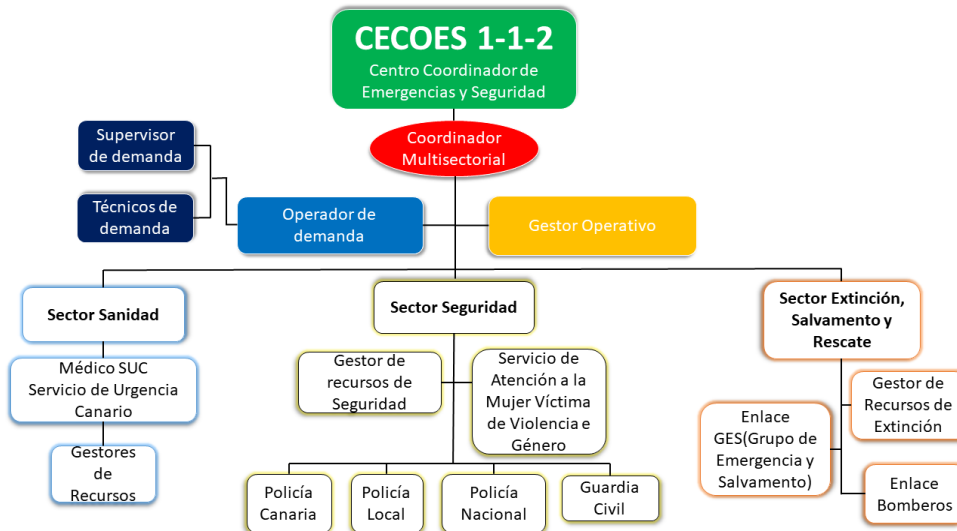 CECOES 1-1-2
Centro Coordinador de
Emergencias y Seguridad
Coordinador
Multisectorial
Supervisor
de demanda
Técnicos de
demanda
Operador de
demanda
Gestor Operativo
Sector Sanidad
Médico SUC
Servicio de Urgencia
Canario
Gestores
de
Recursos
Sector Seguridad
Gestor de
recursos de
Seguridad
Servicio de
Atención a la
Mujer Víctima
de Violencia e
Género
Policía
Canaria
Policía
Local
Policía
Nacional
Guardia
Civil
Sector Extinción,
Salvamento y
Rescate
Gestor de
Recursos de
Extinción
Enlace
GES(Grupo de
Emergencia y
Salvamento)
Enlace
Bomberos